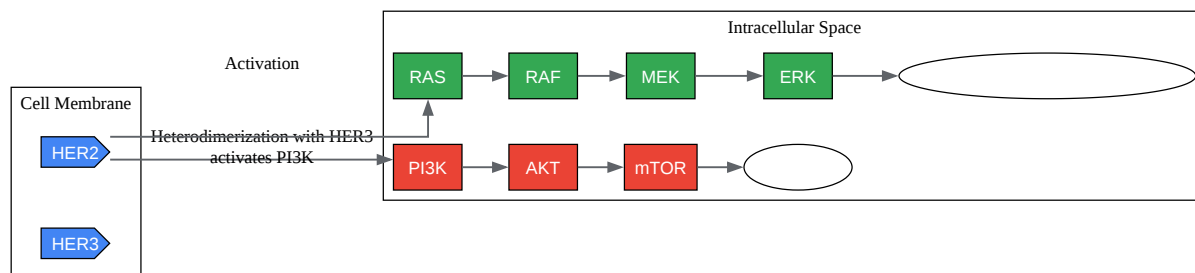 Intracellular Space
Activation
RAS
RAF
MEK
ERK
Cell Membrane
Heterodimerization with HER3
activates PI3K
HER2
PI3K
AKT
mTOR
HER3